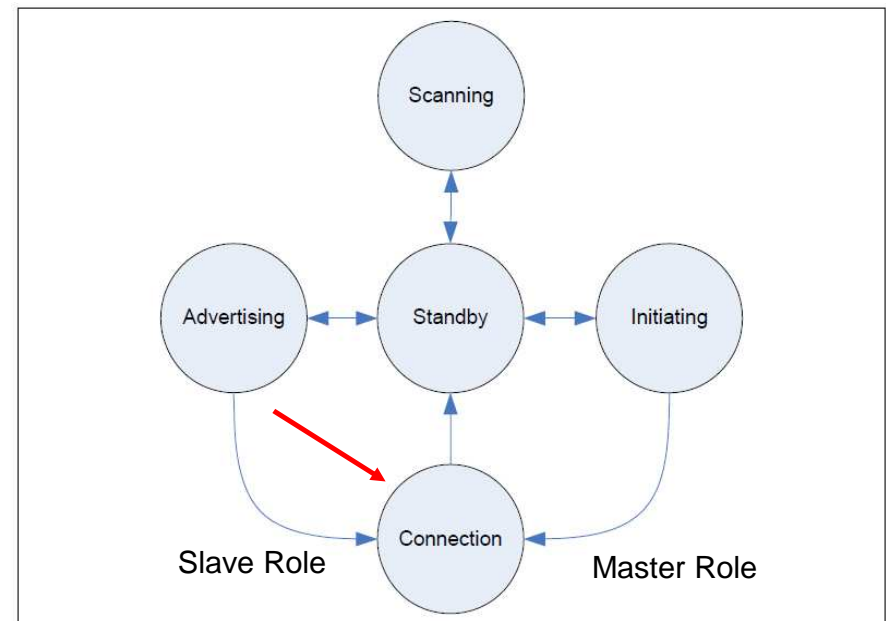 Scanning
Advertising
Standby
Initiating
Connection
Slave Role
Master Role